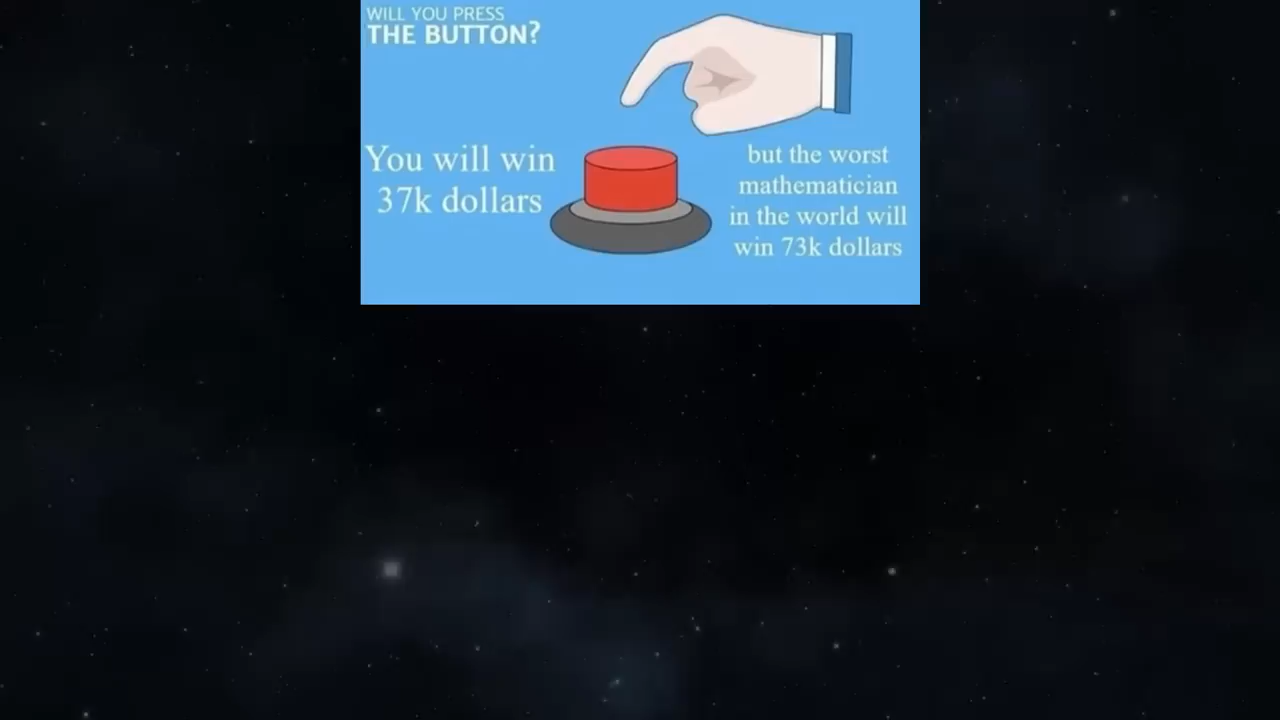 WILL YOU PRESS
THE BUTTON?
You will win
37k dollars
but the worst
mathematician
in the world will
win 73k dollars